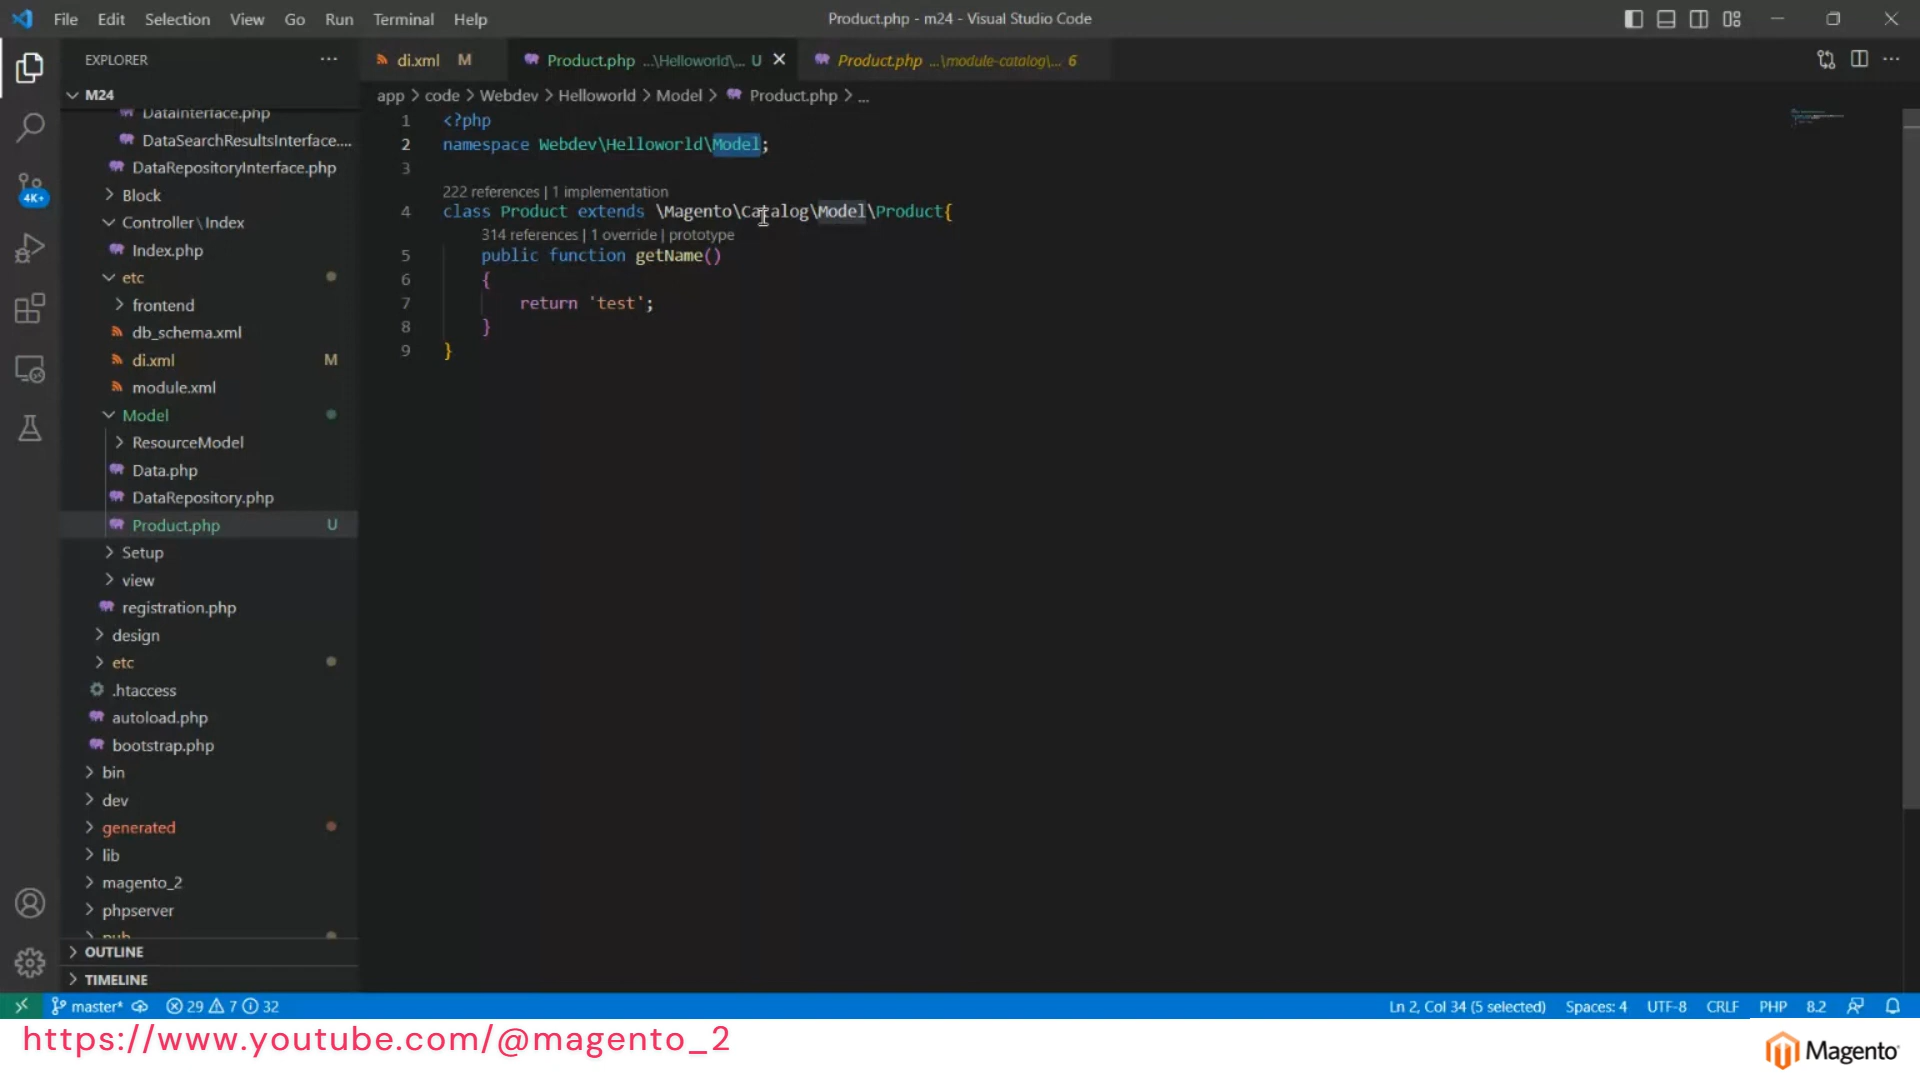 File Edit Selection View Go Run Terminal Help
Product.php - m24 - Visual Studio Code
EXPLORER
di.xml M
Product.php ...\Helloworld\... U
Product.php ...\module-catalog\... 6
M24
app > code > Webdev > Helloworld > Model > Product.php > ...
DataInterface.php
DataSearchResultsInterface....
DataRepositoryInterface.php
Block
Controller\Index
Index.php
etc
frontend
db_schema.xml
di.xml M
module.xml
Model
ResourceModel
Data.php
DataRepository.php
Product.php U
Setup
view
registration.php
design
etc
.htaccess
autoload.php
bootstrap.php
bin
dev
generated
lib
magento_2
phpserver
pub
OUTLINE
TIMELINE
4K+
1 <?php
2 namespace Webdev\Helloworld\Model;
3
222 references | 1 implementation
4 class Product extends \Magento\Catalog\Model\Product{
314 references | 1 override | prototype
5 public function getName()
6 {
7 return 'test';
8 }
9 }
master* 29 7 32
Ln 2, Col 34 (5 selected) Spaces: 4 UTF-8 CRLF PHP 8.2
https://www.youtube.com/@magento_2
Magento